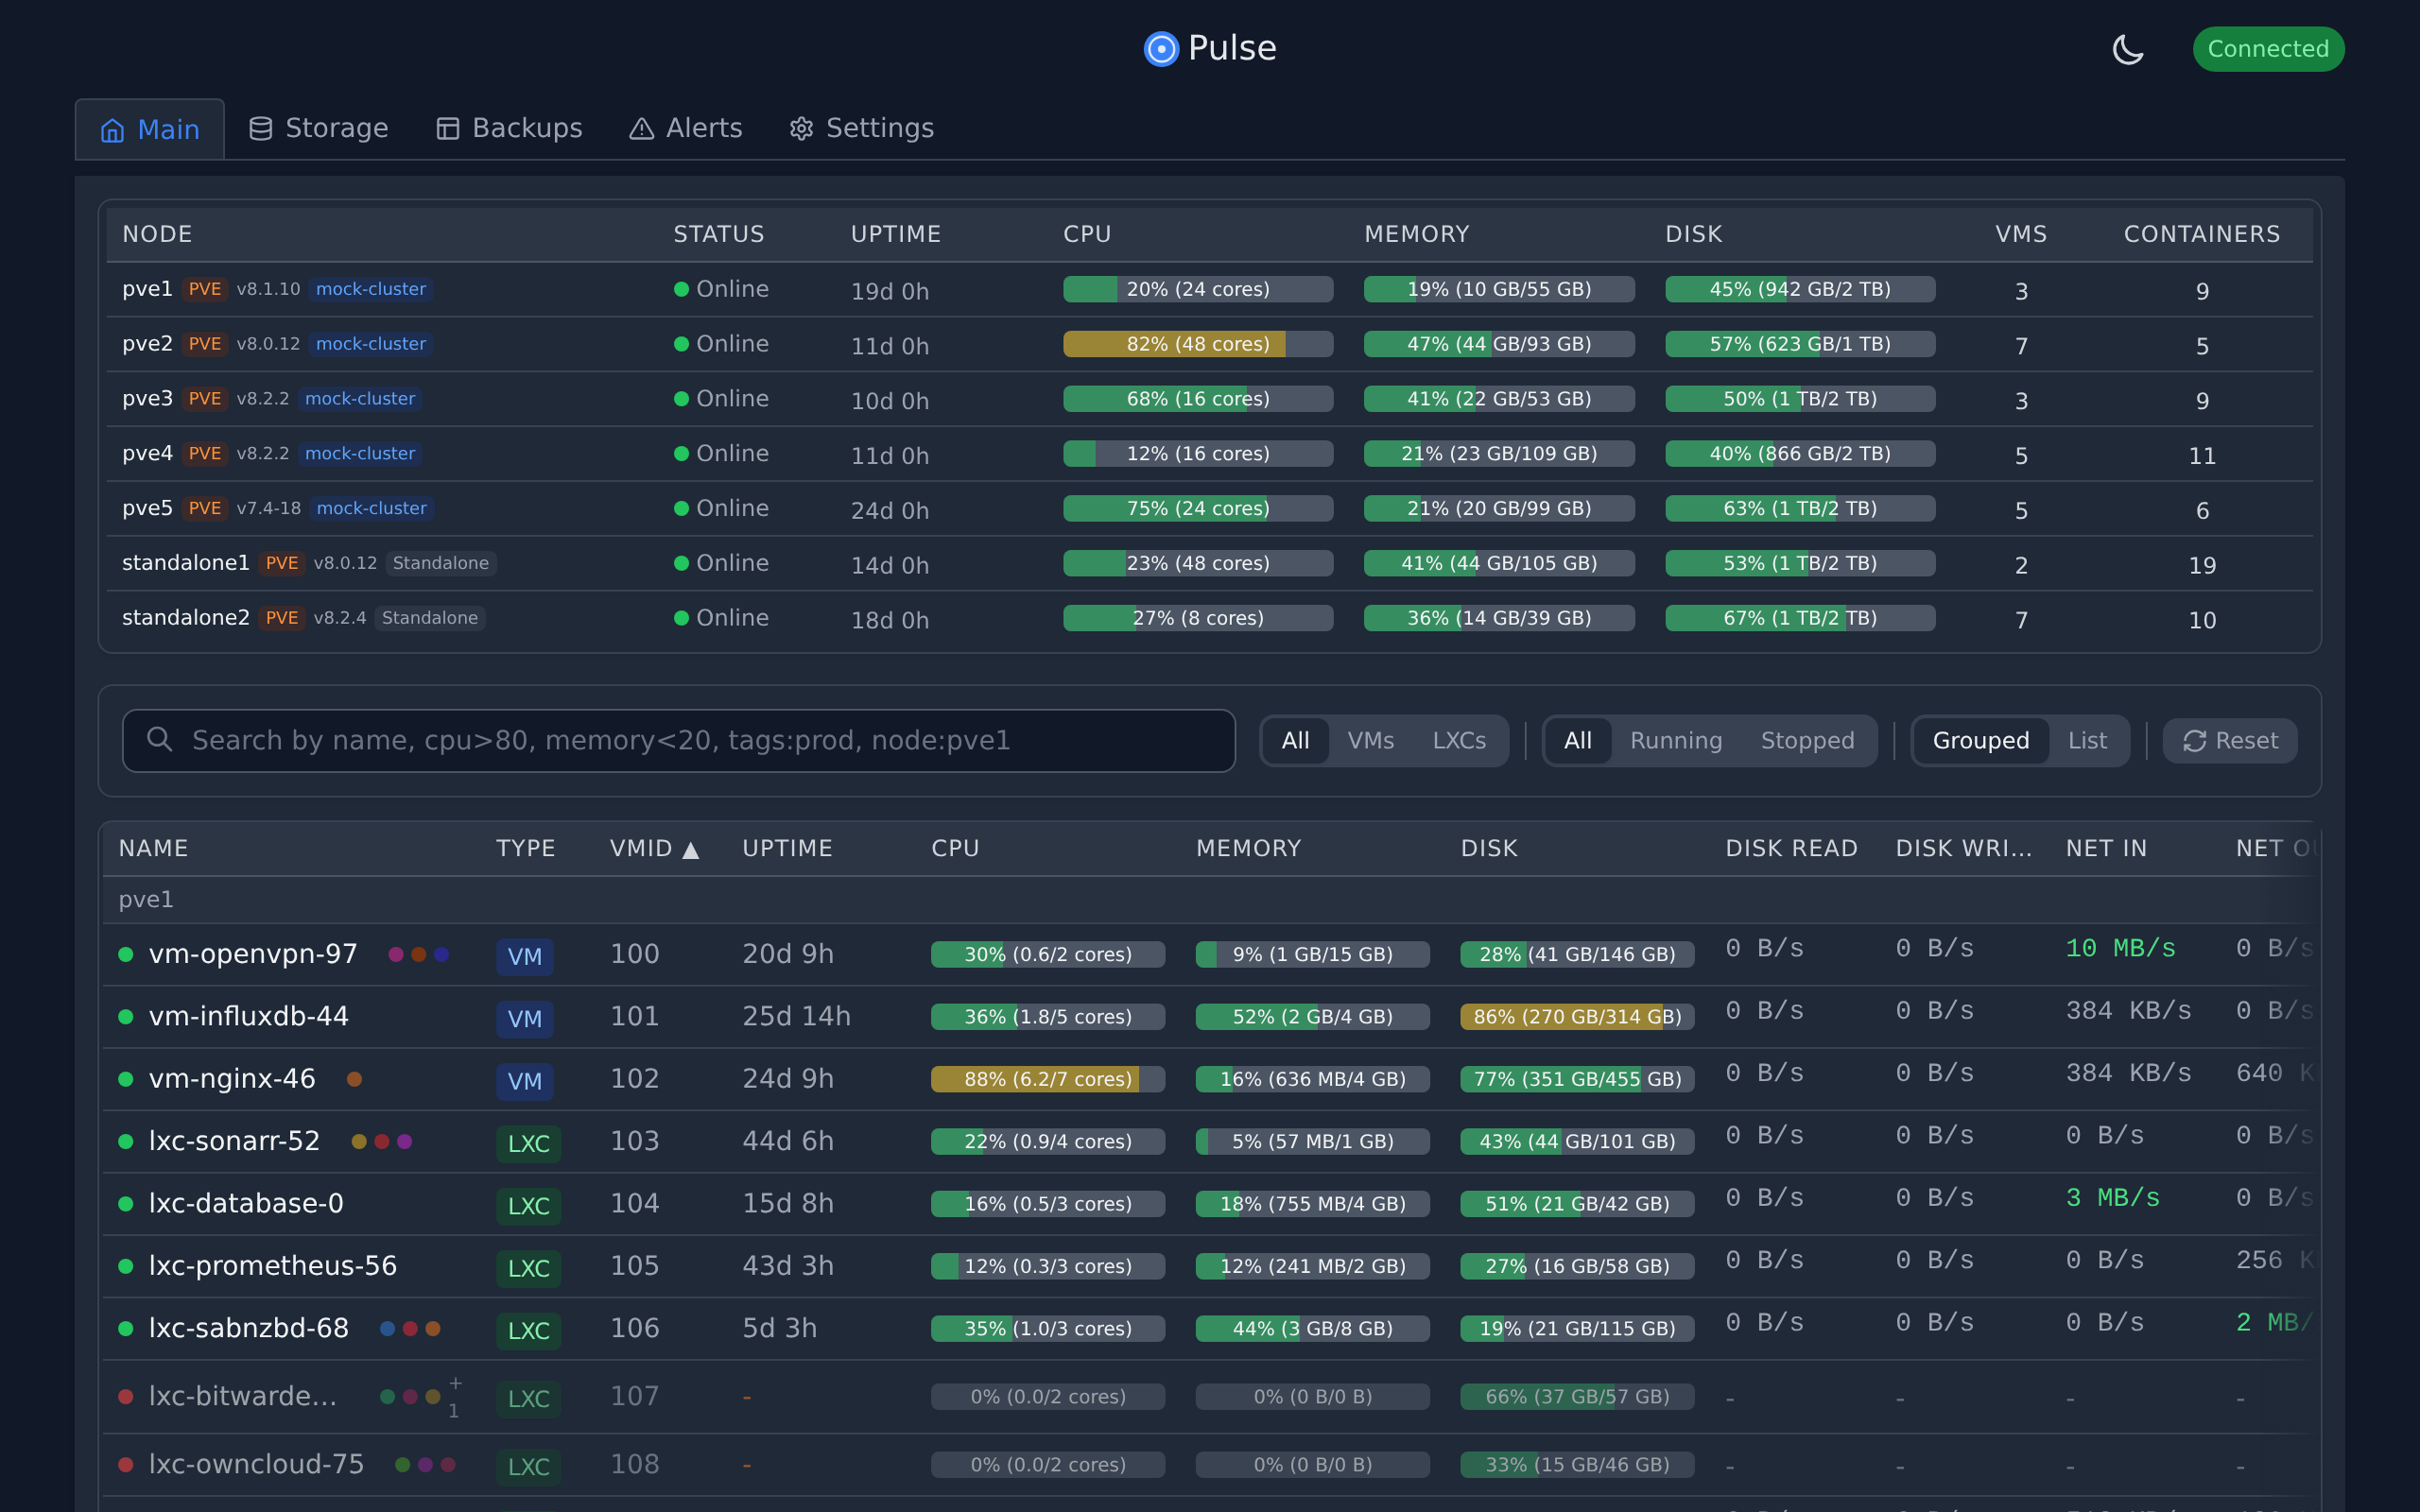 Pulse
Connected
Main Storage Backups Alerts Settings
NODE STATUS UPTIME CPU MEMORY DISK VMS CONTAINERS
pve1 PVE v8.1.10 mock-cluster Online 19d 0h 20% (24 cores) 19% (10 GB/55 GB) 45% (942 GB/2 TB) 3 9
pve2 PVE v8.0.12 mock-cluster Online 11d 0h 82% (48 cores) 47% (44 GB/93 GB) 57% (623 GB/1 TB) 7 5
pve3 PVE v8.2.2 mock-cluster Online 10d 0h 68% (16 cores) 41% (22 GB/53 GB) 50% (1 TB/2 TB) 3 9
pve4 PVE v8.2.2 mock-cluster Online 11d 0h 12% (16 cores) 21% (23 GB/109 GB) 40% (866 GB/2 TB) 5 11
pve5 PVE v7.4-18 mock-cluster Online 24d 0h 75% (24 cores) 21% (20 GB/99 GB) 63% (1 TB/2 TB) 5 6
standalone1 PVE v8.0.12 Standalone Online 14d 0h 23% (48 cores) 41% (44 GB/105 GB) 53% (1 TB/2 TB) 2 19
standalone2 PVE v8.2.4 Standalone Online 18d 0h 27% (8 cores) 36% (14 GB/39 GB) 67% (1 TB/2 TB) 7 10
Search by name, cpu>80, memory<20, tags:prod, node:pve1 All VMs LXCs All Running Stopped Grouped List Reset
NAME TYPE VMID ▲ UPTIME CPU MEMORY DISK DISK READ DISK WRI... NET IN NET OU
pve1
vm-openvpn-97 VM 100 20d 9h 30% (0.6/2 cores) 9% (1 GB/15 GB) 28% (41 GB/146 GB) 0 B/s 0 B/s 10 MB/s 0 B/s
vm-influxdb-44 VM 101 25d 14h 36% (1.8/5 cores) 52% (2 GB/4 GB) 86% (270 GB/314 GB) 0 B/s 0 B/s 384 KB/s 0 B/s
vm-nginx-46 VM 102 24d 9h 88% (6.2/7 cores) 16% (636 MB/4 GB) 77% (351 GB/455 GB) 0 B/s 0 B/s 384 KB/s 640 K
lxc-sonarr-52 LXC 103 44d 6h 22% (0.9/4 cores) 5% (57 MB/1 GB) 43% (44 GB/101 GB) 0 B/s 0 B/s 0 B/s 0 B/s
lxc-database-0 LXC 104 15d 8h 16% (0.5/3 cores) 18% (755 MB/4 GB) 51% (21 GB/42 GB) 0 B/s 0 B/s 3 MB/s 0 B/s
lxc-prometheus-56 LXC 105 43d 3h 12% (0.3/3 cores) 12% (241 MB/2 GB) 27% (16 GB/58 GB) 0 B/s 0 B/s 0 B/s 256 K
lxc-sabnzbd-68 LXC 106 5d 3h 35% (1.0/3 cores) 44% (3 GB/8 GB) 19% (21 GB/115 GB) 0 B/s 0 B/s 0 B/s 2 MB/
lxc-bitwarde... +1 LXC 107 - 0% (0.0/2 cores) 0% (0 B/0 B) 66% (37 GB/57 GB) - - - -
lxc-owncloud-75 LXC 108 - 0% (0.0/2 cores) 0% (0 B/0 B) 33% (15 GB/46 GB) - - - -